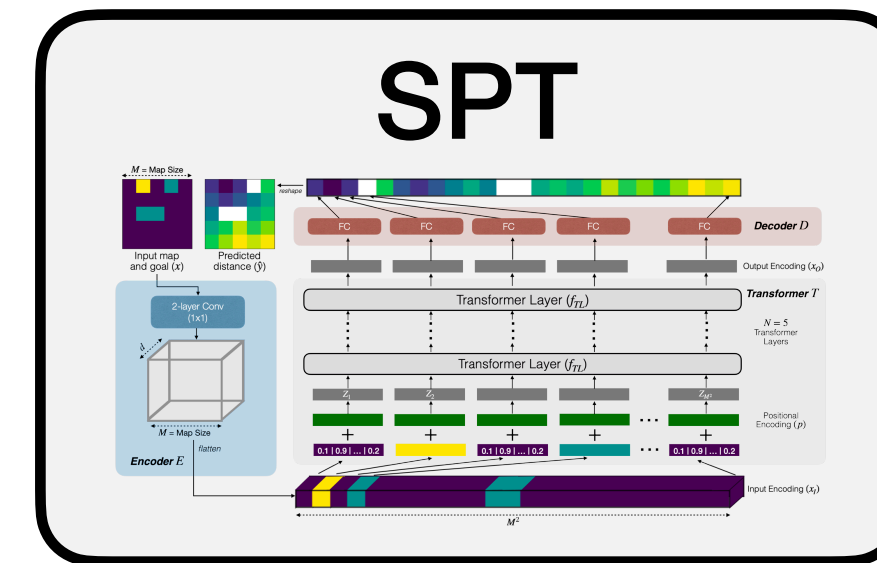 SPT
M = Map Size
reshape
Input map
and goal (x)
Predicted
distance (ŷ)
FC
FC
FC
FC
FC
Decoder D
Output Encoding (x_O)
Transformer T
Transformer Layer (f_TL)
N = 5
Transformer
Layers
Transformer Layer (f_TL)
2-layer Conv
(1x1)
d
M = Map Size
flatten
Encoder E
Z_1
Z_2
Z_M²
Positional
Encoding (p)
+
+
+
+
+
0.1 | 0.9 | ... | 0.2
0.1 | 0.9 | ... | 0.2
0.1 | 0.9 | ... | 0.2
Input Encoding (x_I)
M²